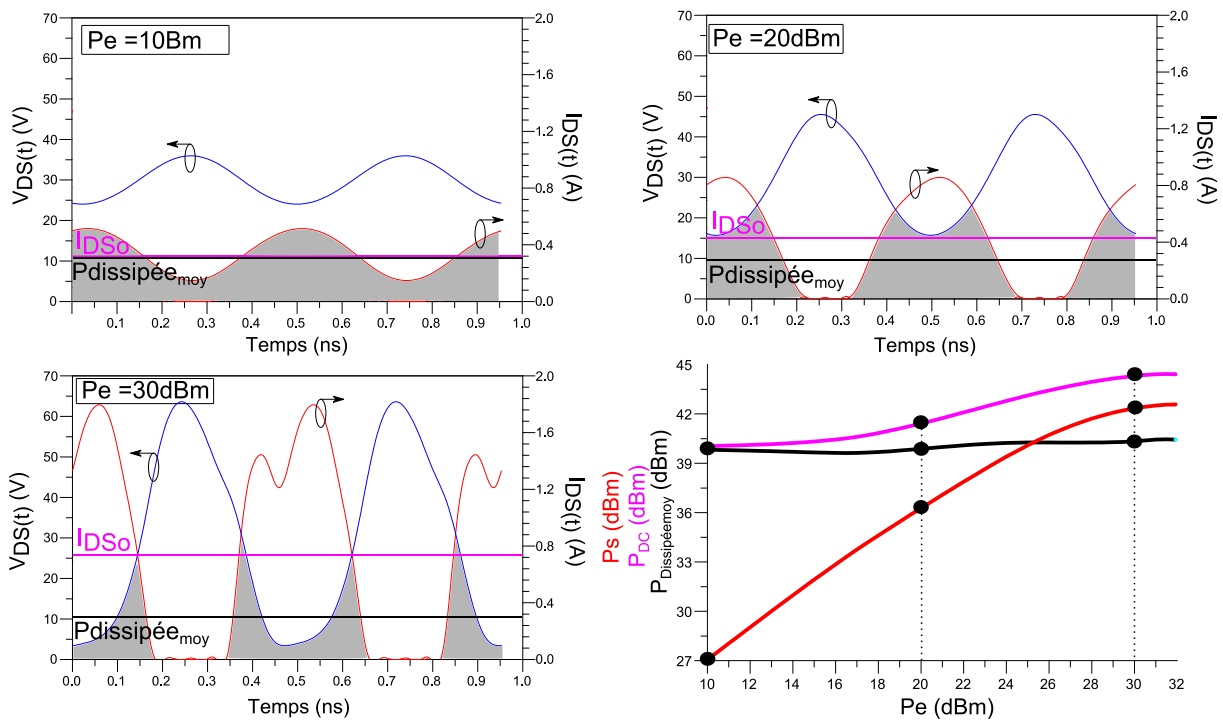 Pe =10Bm
70
60
50
40
30
20
10
0
VDS(t) (V)
2.0
1.6
1.2
0.8
0.4
0.0
IDS(t) (A)
IDSo
Pdissipéemoy
0.1 0.2 0.3 0.4 0.5 0.6 0.7 0.8 0.9 1.0
Temps (ns)
Pe =20dBm
70
60
50
40
30
20
10
0
VDS(t) (V)
2.0
1.6
1.2
0.8
0.4
0.0
IDS(t) (A)
IDSo
Pdissipéemoy
0.0 0.1 0.2 0.3 0.4 0.5 0.6 0.7 0.8 0.9 1.0
Temps (ns)
Pe =30dBm
70
60
50
40
30
20
10
0
VDS(t) (V)
2.0
1.6
1.2
0.8
0.4
0.0
IDS(t) (A)
IDSo
Pdissipéemoy
0.0 0.1 0.2 0.3 0.4 0.5 0.6 0.7 0.8 0.9 1.0
Temps (ns)
45
42
39
36
33
30
27
Ps (dBm)
PDC (dBm)
PDissipéemoy (dBm)
10 12 14 16 18 20 22 24 26 28 30 32
Pe (dBm)